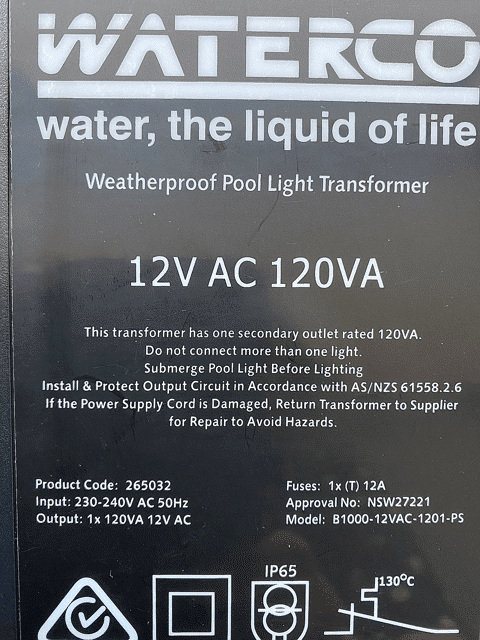 WATERCO
water, the liquid of life
Weatherproof Pool Light Transformer
12V AC 120VA
This transformer has one secondary outlet rated 120VA.
Do not connect more than one light.
Submerge Pool Light Before Lighting
Install & Protect Output Circuit in Accordance with AS/NZS 61558.2.6
If the Power Supply Cord is Damaged, Return Transformer to Supplier
for Repair to Avoid Hazards.
Product Code: 265032
Input: 230-240V AC 50Hz
Output: 1x 120VA 12V AC
Fuses: 1x (T) 12A
Approval No: NSW27221
Model: B1000-12VAC-1201-PS
IP65
130°C